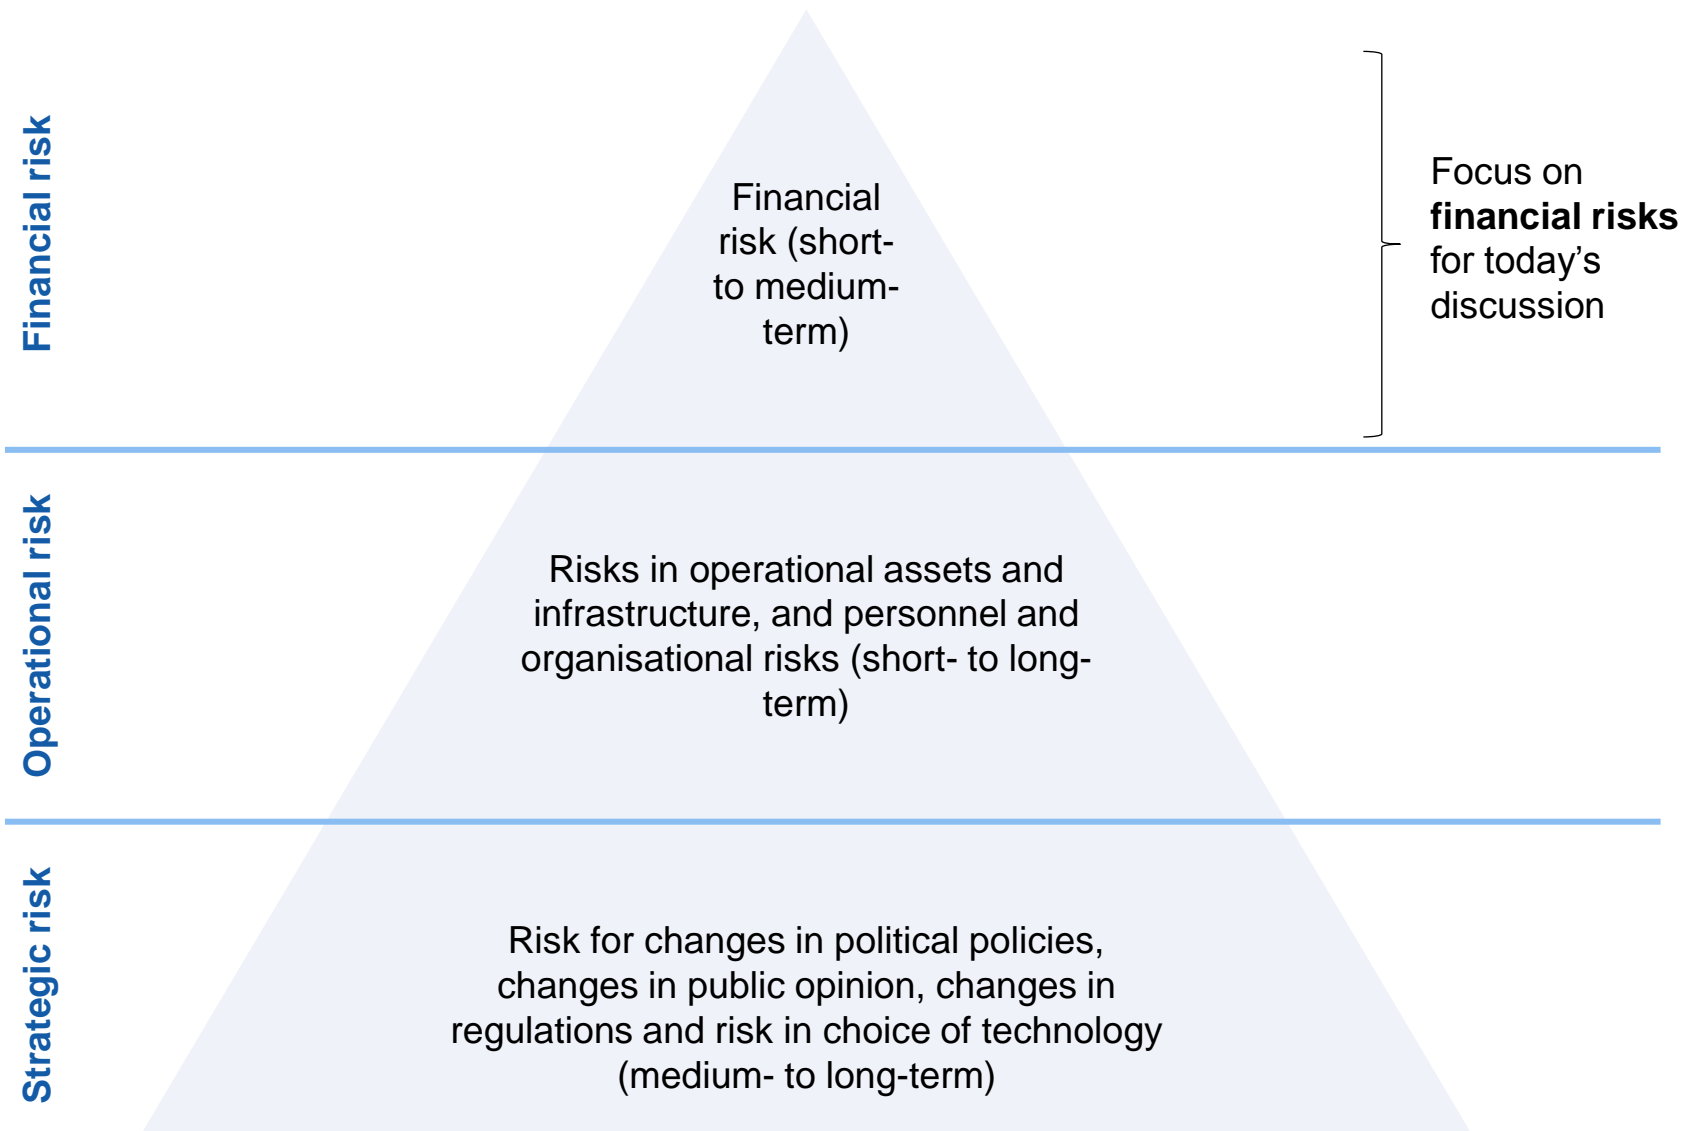 Financial risk
Financial
risk (short-
to medium-
term)
Focus on
financial risks
for today’s
discussion
Operational risk
Risks in operational assets and
infrastructure, and personnel and
organisational risks (short- to long-
term)
Strategic risk
Risk for changes in political policies,
changes in public opinion, changes in
regulations and risk in choice of technology
(medium- to long-term)